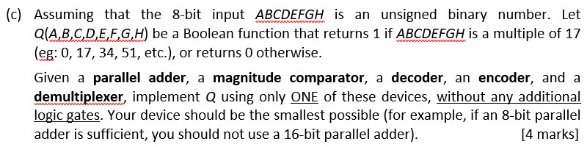 (c) Assuming that the 8-bit input ABCDEFGH is an unsigned binary number. Let
Q(A,B,C,D,E,F,G,H) be a Boolean function that returns 1 if ABCDEFGH is a multiple of 17
(eg: 0, 17, 34, 51, etc.), or returns 0 otherwise.
Given a parallel adder, a magnitude comparator, a decoder, an encoder, and a
demultiplexer, implement Q using only ONE of these devices, without any additional
logic gates. Your device should be the smallest possible (for example, if an 8-bit parallel
adder is sufficient, you should not use a 16-bit parallel adder). [4 marks]